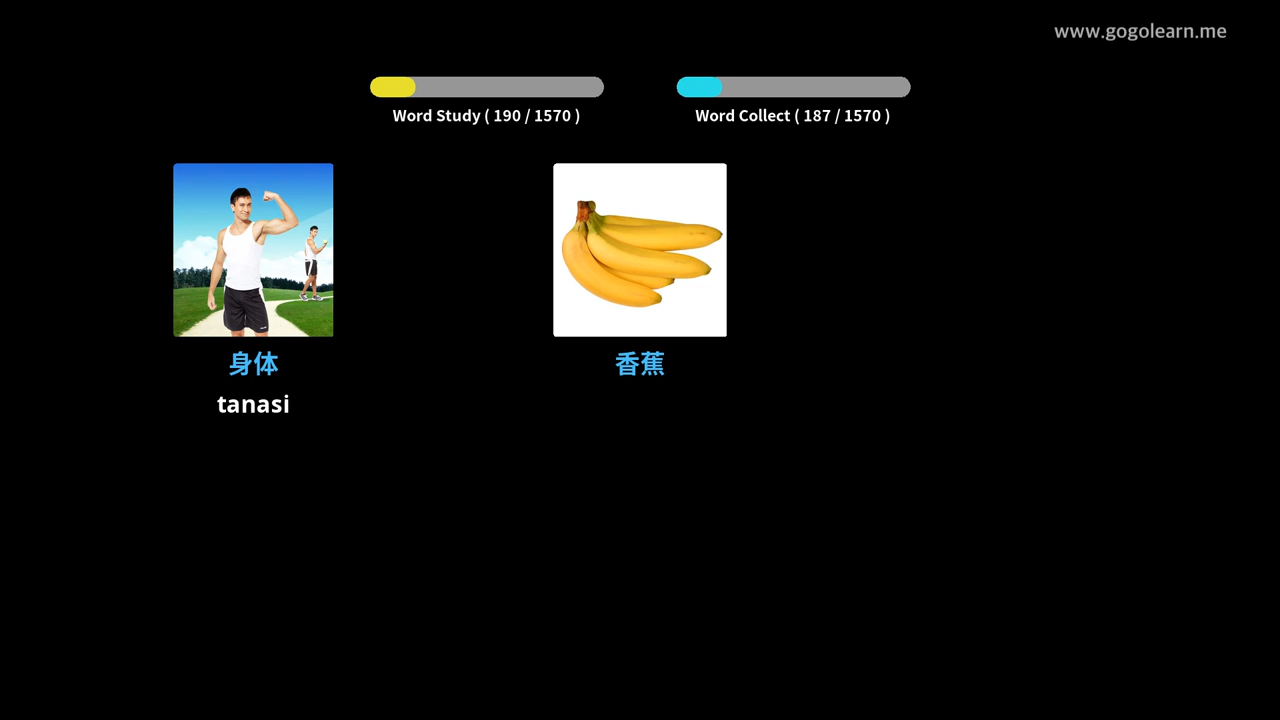 www.gogolearn.me
Word Study ( 190 / 1570 )
Word Collect ( 187 / 1570 )
身体
香蕉
tanasi